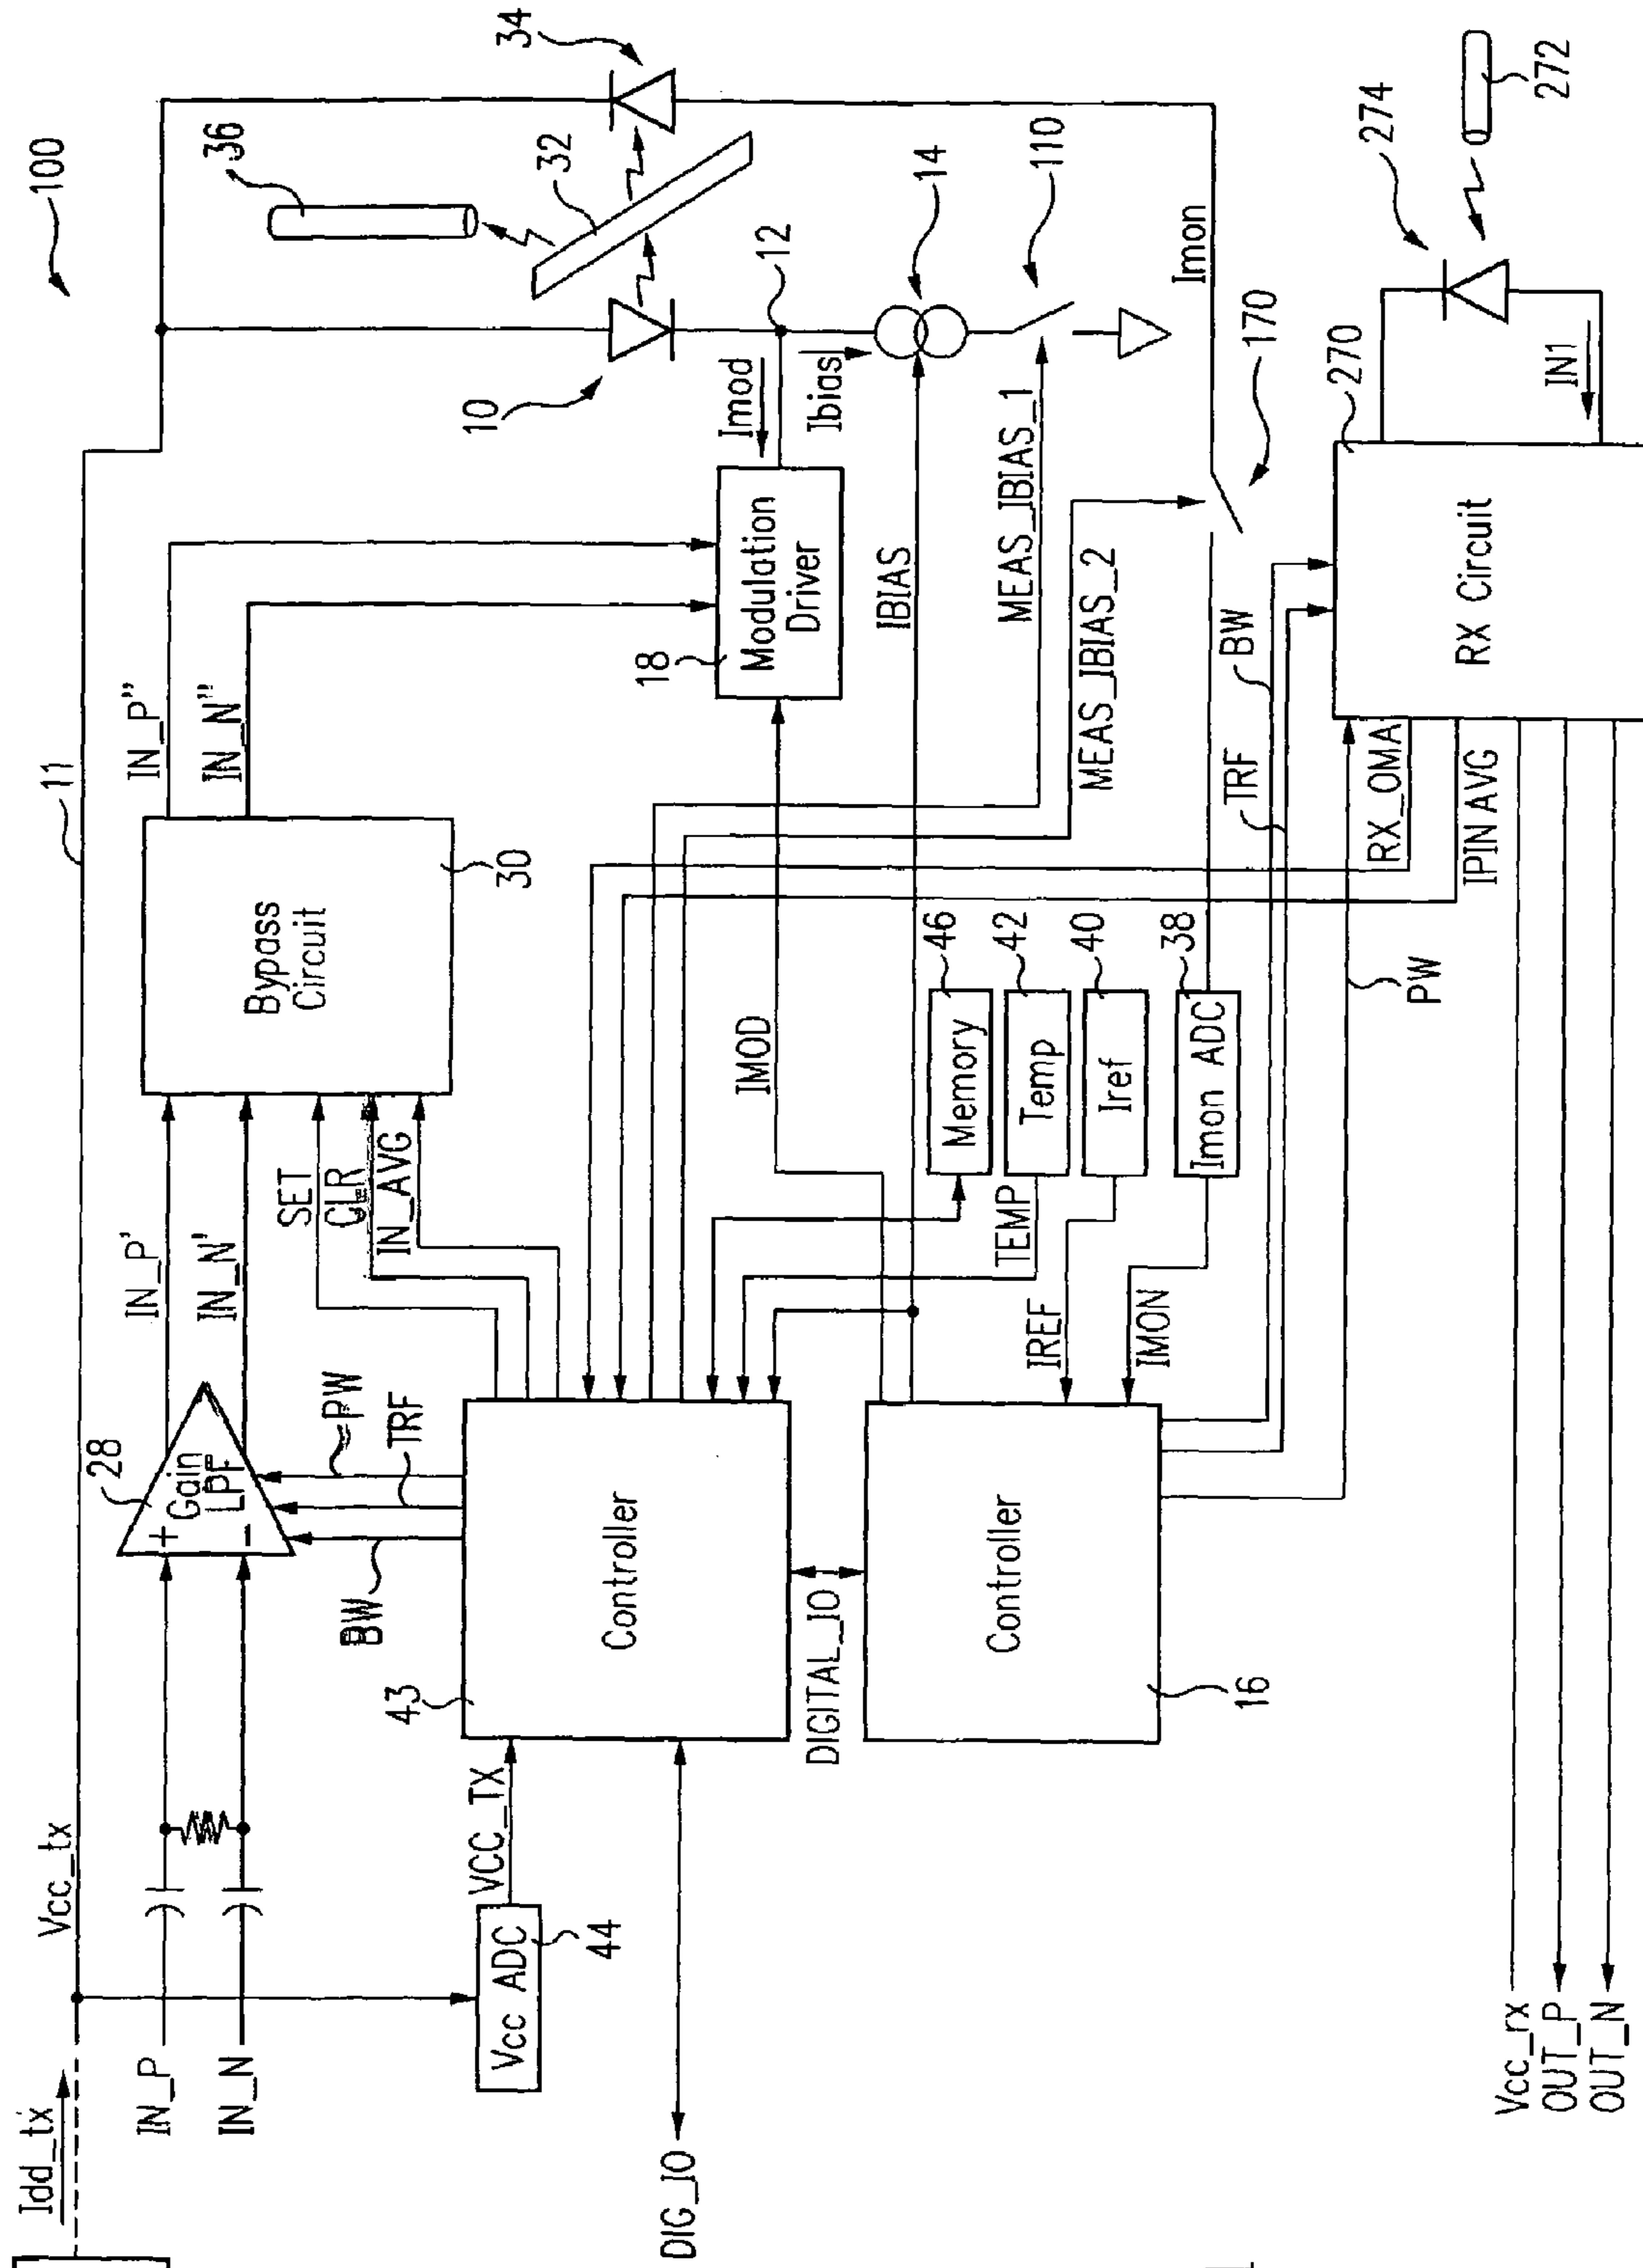 100
Idd_tx
Vcc_tx
11
36
34
IN_P
IN_N
28
Gain
LPF
+
−
IN_P'
IN_N'
SET
CLR
IN_AVG
Bypass
Circuit
30
IN_P"
IN_N"
32
10
12
Imod
Ibias
14
110
Modulation
Driver
18
PW
TRF
BW
Vcc ADC
44
VCC_TX
Controller
43
DIG_IO
DIGITAL_IO
Controller
16
IMOD
IBIAS
MEAS_IBIAS_1
MEAS_IBIAS_2
Imon
170
Memory
46
Temp
42
TEMP
Iref
40
IREF
Imon ADC
38
IMON
BW
TRF
PW
RX_OMA
IPIN AVG
RX Circuit
270
IN1
274
272
Vcc_rx
OUT_P
OUT_N